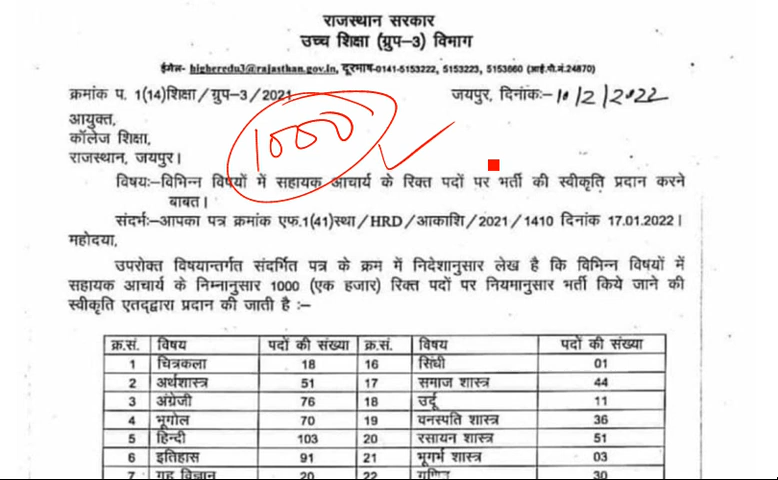 राजस्थान सरकार
उच्च शिक्षा (ग्रुप–3) विभाग
ईमेल- higheredu3@rajasthan.gov.in, दूरभाष-0141-5153222, 5153223, 5153660 (आई.पी.नं.24870)
क्रमांक प. 1(14)शिक्षा/ग्रुप–3/2021 जयपुर, दिनांकः– 10/2/2022
आयुक्त,
कॉलेज शिक्षा,
राजस्थान, जयपुर।
1000
विषयः–विभिन्न विषयों में सहायक आचार्य के रिक्त पदों पर भर्ती की स्वीकृति प्रदान करने
बाबत।
संदर्भः–आपका पत्र क्रमांक एफ.1(41)स्था/HRD/आकाशि/2021/1410 दिनांक 17.01.2022।
महोदया,
उपरोक्त विषयान्तर्गत संदर्भित पत्र के क्रम में निदेशानुसार लेख है कि विभिन्न विषयों में
सहायक आचार्य के निम्नानुसार 1000 (एक हजार) रिक्त पदों पर नियमानुसार भर्ती किये जाने की
स्वीकृति एतद्द्वारा प्रदान की जाती है :–
क्र.सं. विषय पदों की संख्या क्र.सं. विषय पदों की संख्या
1 चित्रकला 18 16 सिंधी 01
2 अर्थशास्त्र 51 17 समाज शास्त्र 44
3 अंग्रेजी 76 18 उर्दू 11
4 भूगोल 70 19 वनस्पति शास्त्र 36
5 हिन्दी 103 20 रसायन शास्त्र 51
6 इतिहास 91 21 भूगर्भ शास्त्र 03
7 गृह विज्ञान 20 22 गणित 30